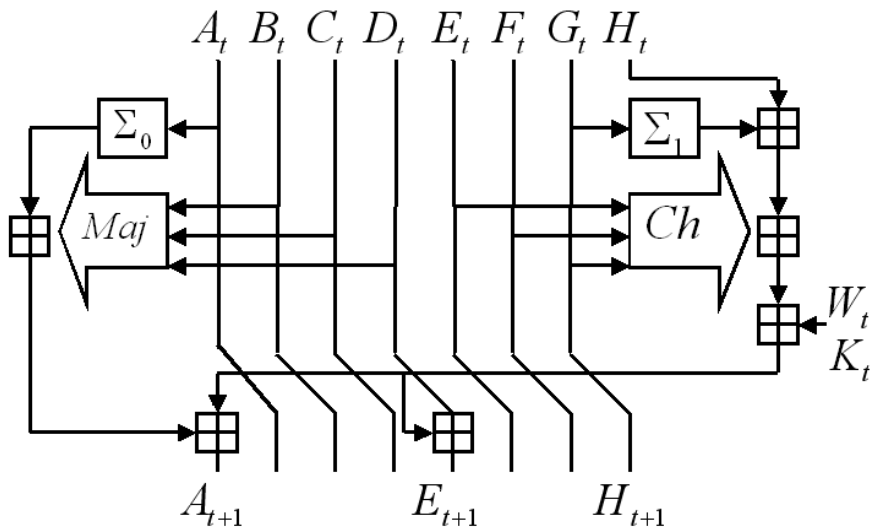 A_t B_t C_t D_t E_t F_t G_t H_t
Σ_0 Σ_1
Maj Ch
W_t
K_t
A_{t+1} E_{t+1} H_{t+1}